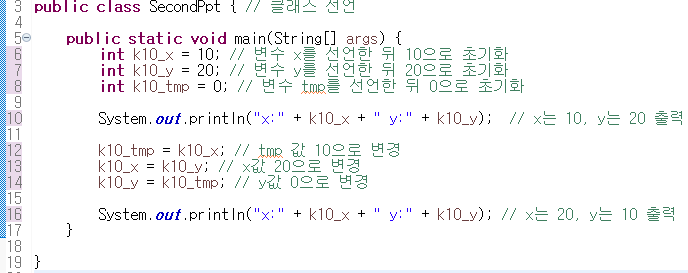 3 public class SecondPpt { // 클래스 선언
4
5 public static void main(String[] args) {
6 int k10_x = 10; // 변수 x를 선언한 뒤 10으로 초기화
7 int k10_y = 20; // 변수 y를 선언한 뒤 20으로 초기화
8 int k10_tmp = 0; // 변수 tmp를 선언한 뒤 0으로 초기화
9
10 System.out.println("x:" + k10_x + " y:" + k10_y); // x는 10, y는 20 출력
11
12 k10_tmp = k10_x; // tmp 값 10으로 변경
13 k10_x = k10_y; // x값 20으로 변경
14 k10_y = k10_tmp; // y값 0으로 변경
15
16 System.out.println("x:" + k10_x + " y:" + k10_y); // x는 20, y는 10 출력
17 }
18
19 }